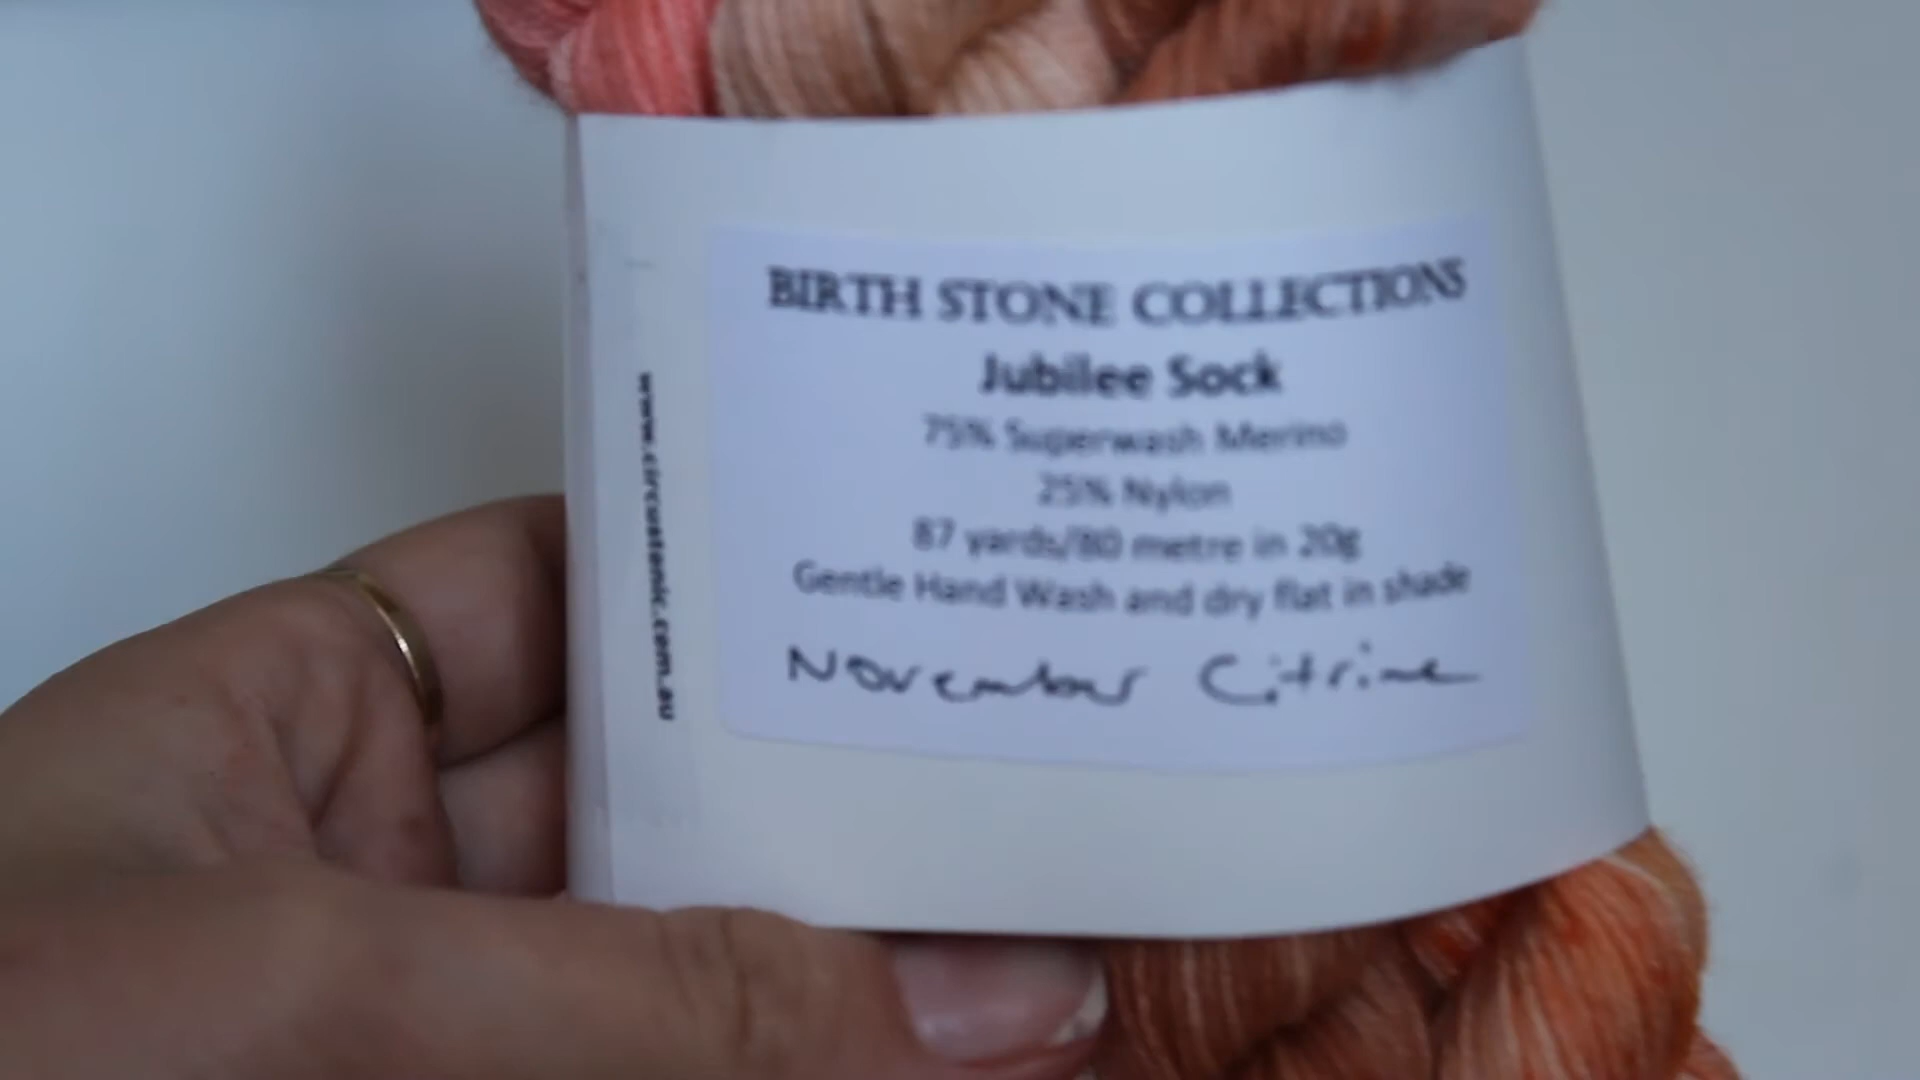 BIRTH STONE COLLECTIONS
Jubilee Sock
75% Superwash Merino
25% Nylon
87 yards/80 metre in 20g
Gentle Hand Wash and dry flat in shade
November Citrine
www.circustonic.com.au